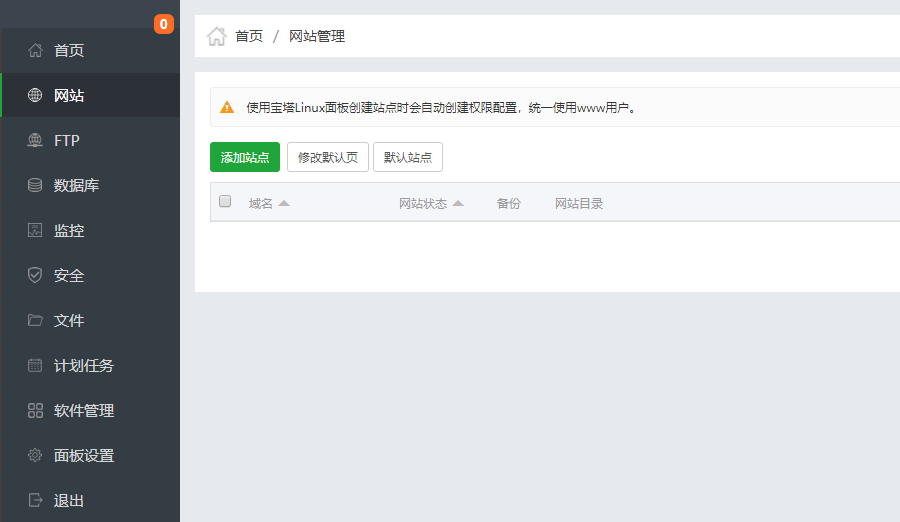 0
首页
网站
FTP
数据库
监控
安全
文件
计划任务
软件管理
面板设置
退出
首页 / 网站管理
使用宝塔Linux面板创建站点时会自动创建权限配置，统一使用www用户。
添加站点 修改默认页 默认站点
域名 网站状态 备份 网站目录